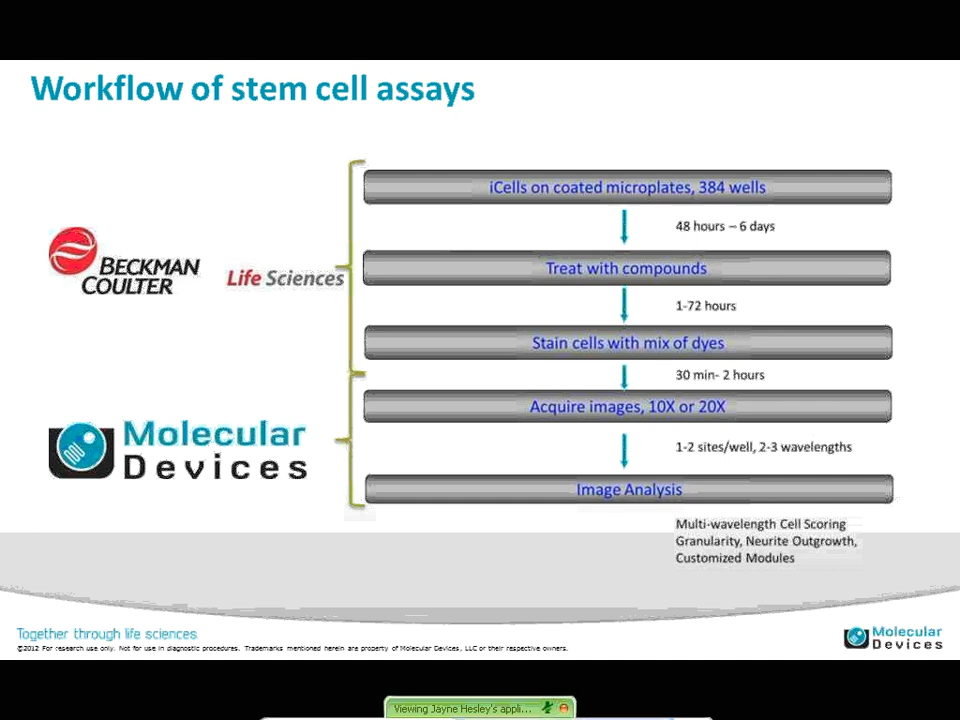 Workflow of stem cell assays
iCells on coated microplates, 384 wells
48 hours – 6 days
Treat with compounds
1-72 hours
Stain cells with mix of dyes
30 min- 2 hours
Acquire images, 10X or 20X
1-2 sites/well, 2-3 wavelengths
Image Analysis
Multi-wavelength Cell Scoring
Granularity, Neurite Outgrowth,
Customized Modules
BECKMAN
COULTER
Life Sciences
Molecular
Devices
Together through life sciences
©2012 For research use only. Not for use in diagnostic procedures. Trademarks mentioned herein are property of Molecular Devices, LLC or their respective owners.
Molecular
Devices
Viewing Jayne Hesley's appli...